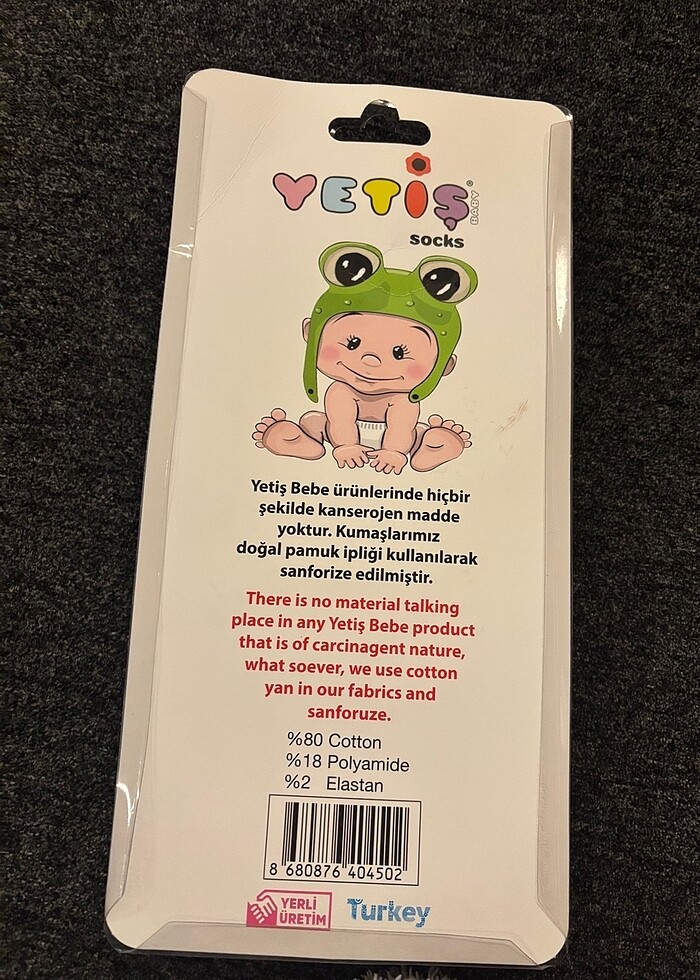 YETİŞ® BABY
socks
Yetiş Bebe ürünlerinde hiçbir
şekilde kanserojen madde
yoktur. Kumaşlarımız
doğal pamuk ipliği kullanılarak
sanforize edilmiştir.
There is no material talking
place in any Yetiş Bebe product
that is of carcinagent nature,
what soever, we use cotton
yan in our fabrics and
sanforuze.
%80 Cotton
%18 Polyamide
%2 Elastan
8 680876 404502
YERLİ
ÜRETİM
Turkey